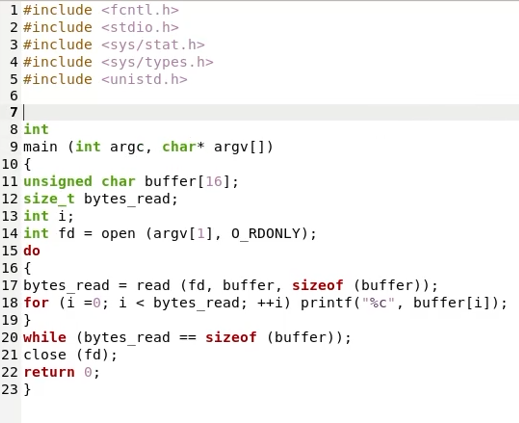 1 #include <fcntl.h>
2 #include <stdio.h>
3 #include <sys/stat.h>
4 #include <sys/types.h>
5 #include <unistd.h>
6
7
8 int
9 main (int argc, char* argv[])
10 {
11 unsigned char buffer[16];
12 size_t bytes_read;
13 int i;
14 int fd = open (argv[1], O_RDONLY);
15 do
16 {
17 bytes_read = read (fd, buffer, sizeof (buffer));
18 for (i =0; i < bytes_read; ++i) printf("%c", buffer[i]);
19 }
20 while (bytes_read == sizeof (buffer));
21 close (fd);
22 return 0;
23 }